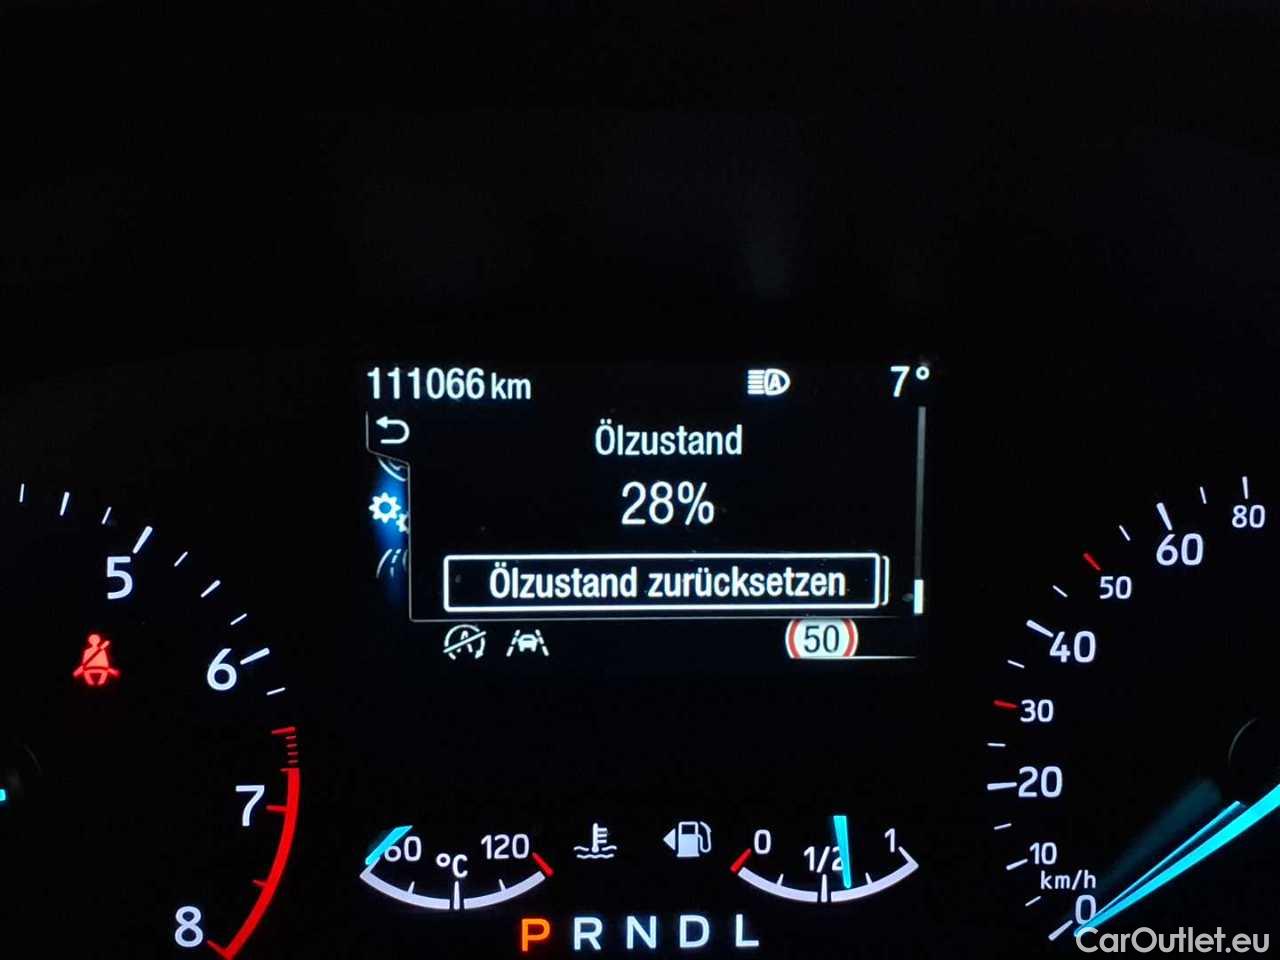 111066 km 7°
Ölzustand
28%
Ölzustand zurücksetzen
50
5
6
7
8
60 °C 120
0 1/2 1
P R N D L
80
60
50
40
30
20
10
km/h
0
CarOutlet.eu